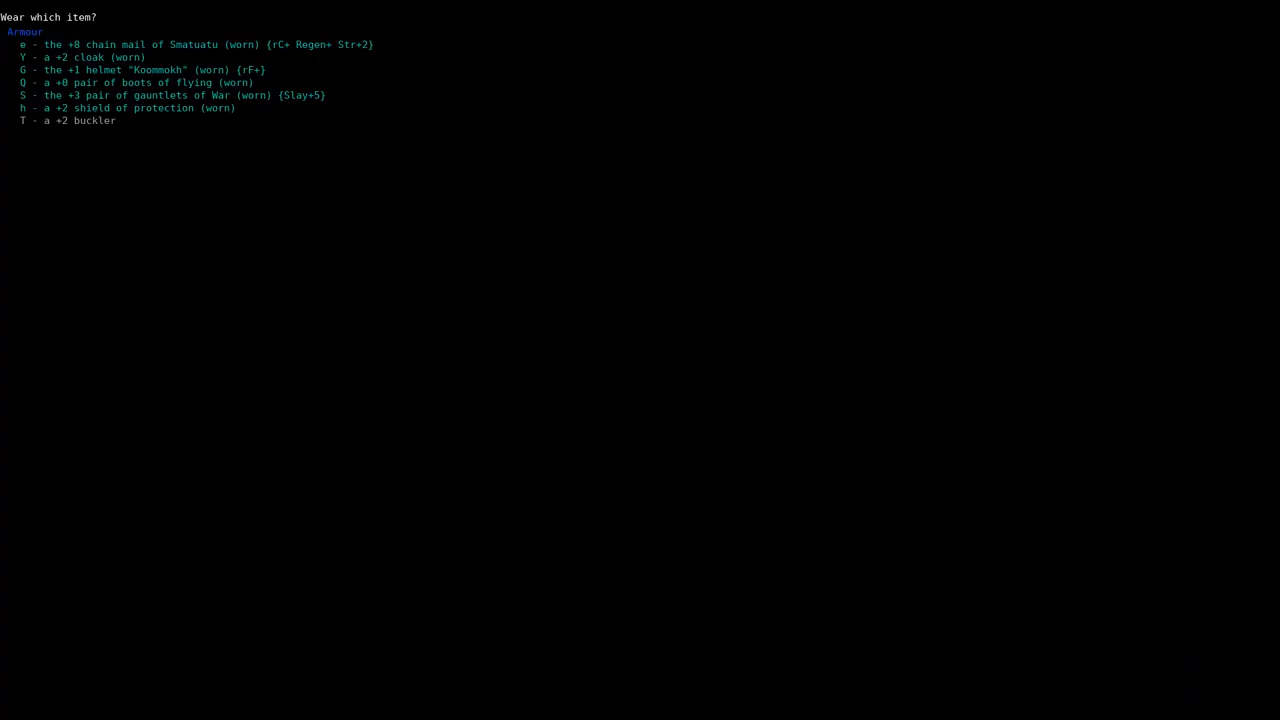 Wear which item?
Armour
e - the +8 chain mail of Smatuatu (worn) {rC+ Regen+ Str+2}
Y - a +2 cloak (worn)
G - the +1 helmet "Koommokh" (worn) {rF+}
Q - a +0 pair of boots of flying (worn)
S - the +3 pair of gauntlets of War (worn) {Slay+5}
h - a +2 shield of protection (worn)
T - a +2 buckler